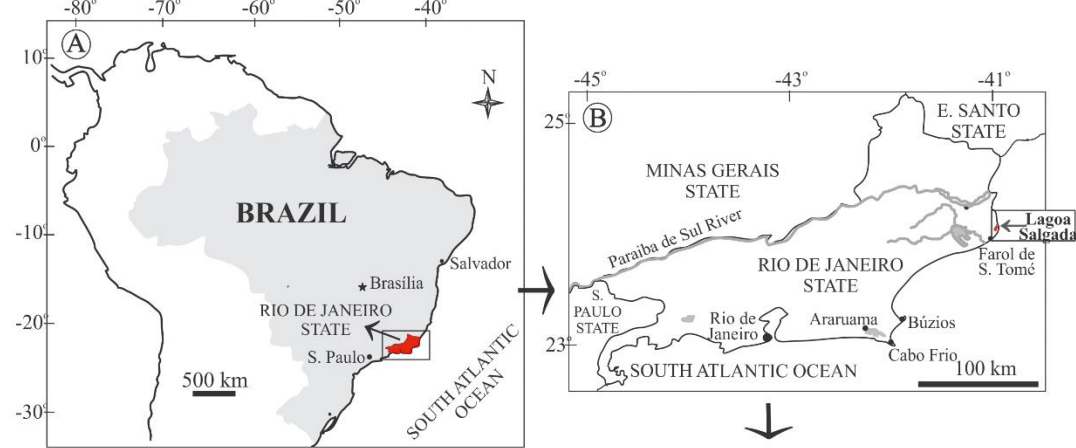 -80° -70° -60° -50° -40°
A
10°
0°
-10°
-20°
-30°
N
BRAZIL
Salvador
Brasília
RIO DE JANEIRO
STATE
S. Paulo
500 km
SOUTH ATLANTIC
OCEAN
-45° -43° -41°
B
25°
23°
E. SANTO
STATE
MINAS GERAIS
STATE
Paraiba de Sul River
Lagoa
Salgada
Farol de
S. Tomé
RIO DE JANEIRO
STATE
S.
PAULO
STATE
Rio de
Janeiro
Araruama
Búzios
Cabo Frio
SOUTH ATLANTIC OCEAN
100 km